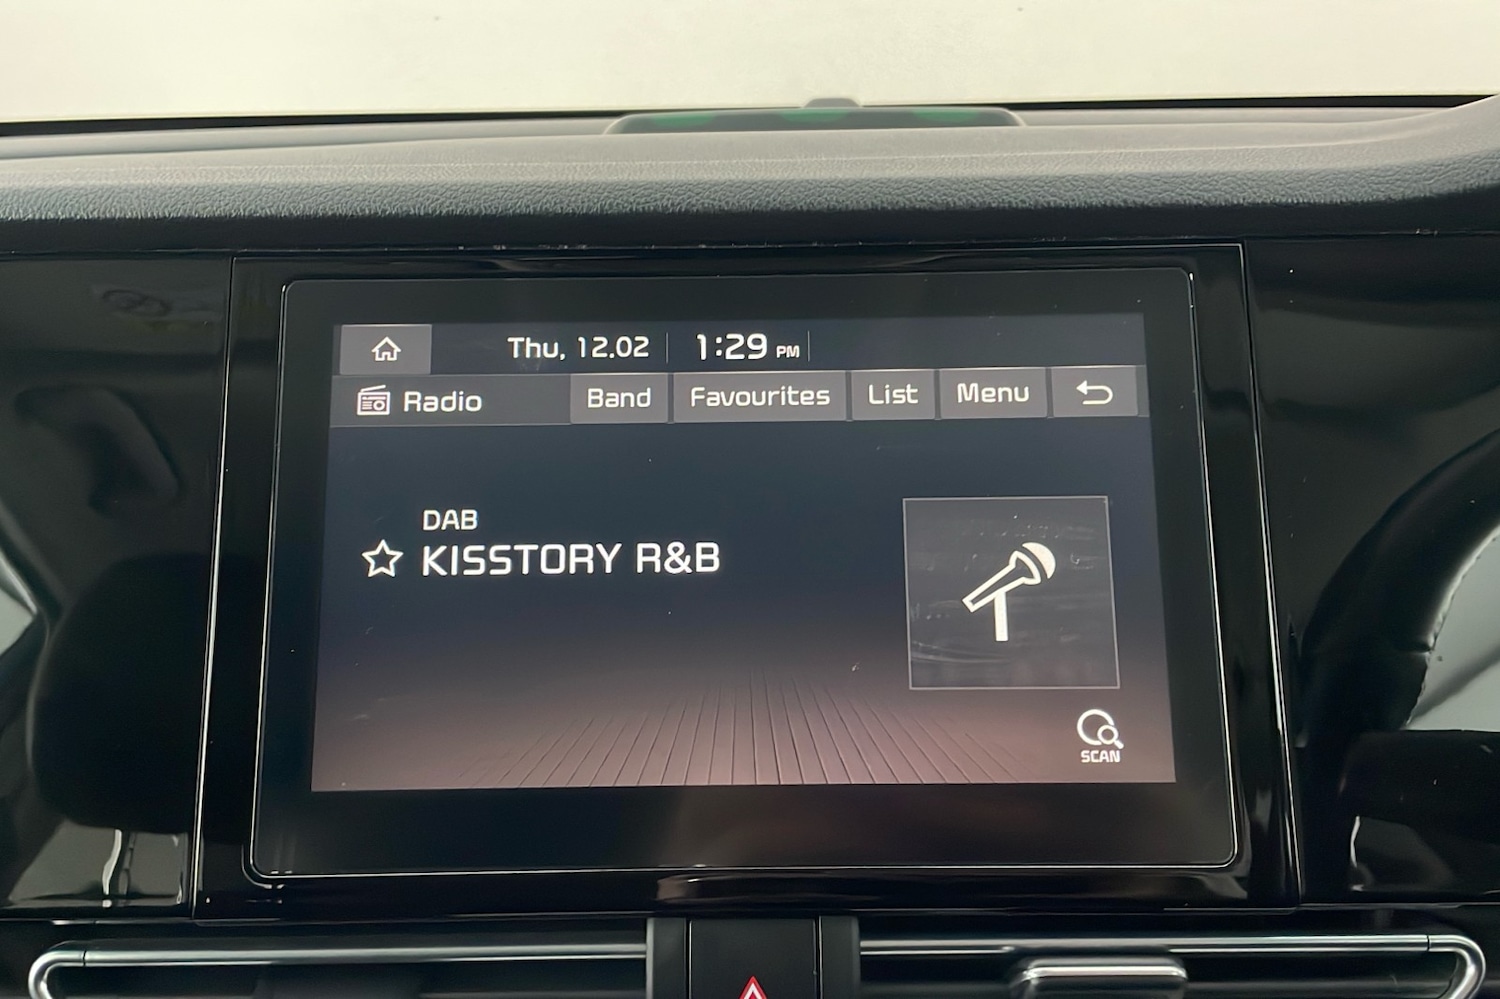 Thu, 12.02 1:29 PM
Radio Band Favourites List Menu
DAB
KISSTORY R&B
SCAN